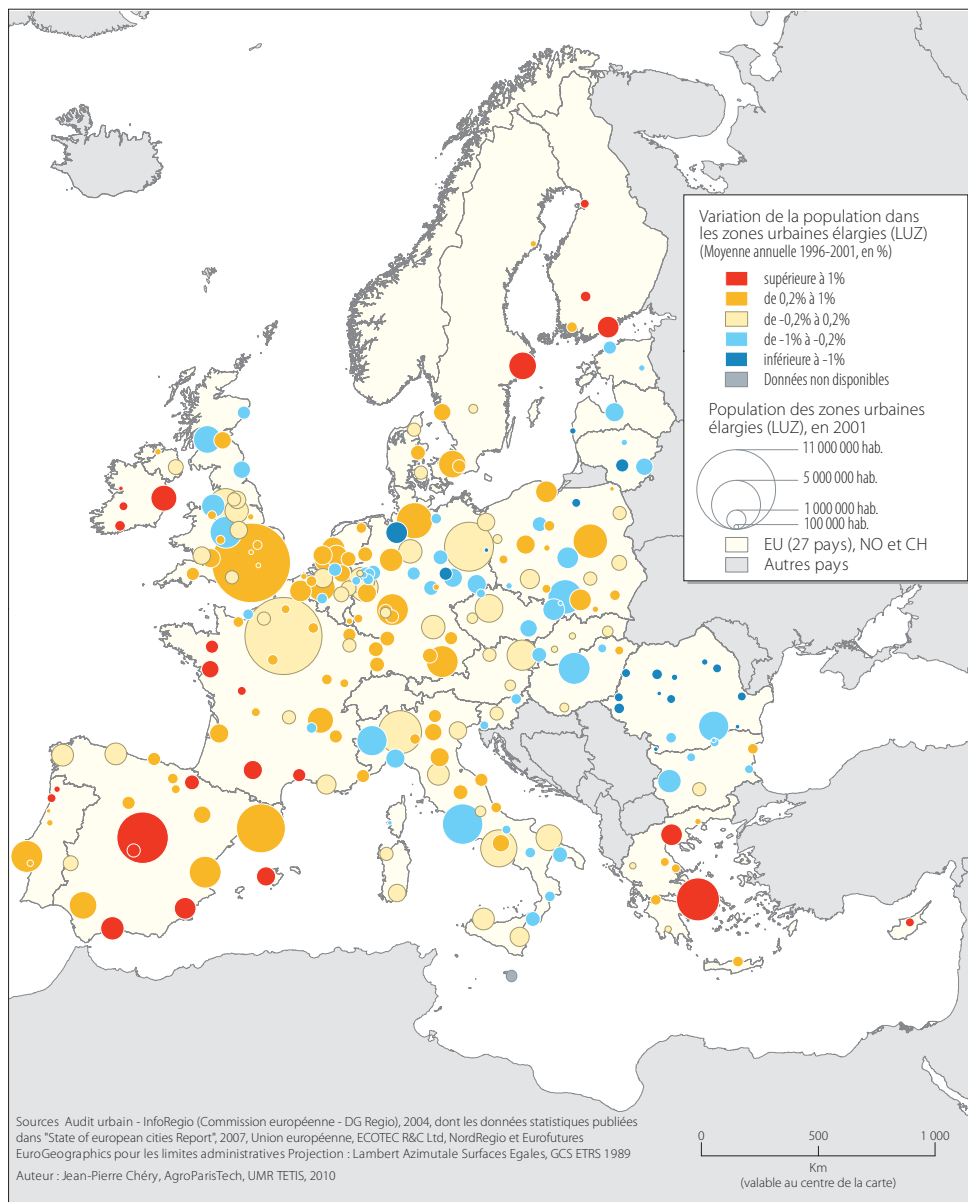 Variation de la population dans
les zones urbaines élargies (LUZ)
(Moyenne annuelle 1996-2001, en %)
supérieure à 1%
de 0,2% à 1%
de -0,2% à 0,2%
de -1% à -0,2%
inférieure à -1%
Données non disponibles
Population des zones urbaines
élargies (LUZ), en 2001
11 000 000 hab.
5 000 000 hab.
1 000 000 hab.
100 000 hab.
EU (27 pays), NO et CH
Autres pays
Sources Audit urbain - InfoRegio (Commission européenne - DG Regio), 2004, dont les données statistiques publiées
dans "State of european cities Report", 2007, Union européenne, ECOTEC R&C Ltd, NordRegio et Eurofutures
EuroGeographics pour les limites administratives Projection : Lambert Azimutale Surfaces Egales, GCS ETRS 1989
Auteur : Jean-Pierre Chéry, AgroParisTech, UMR TETIS, 2010
0 500 1 000
Km
(valable au centre de la carte)